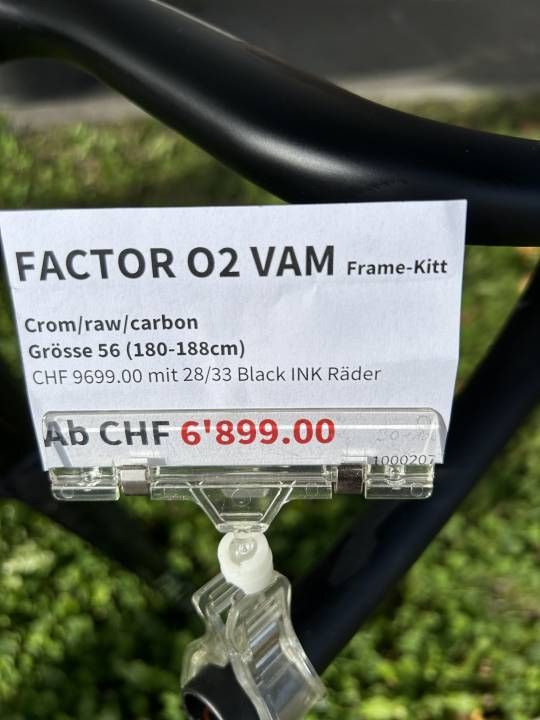 FACTOR O2 VAM Frame-Kitt
Crom/raw/carbon
Grösse 56 (180-188cm)
CHF 9699.00 mit 28/33 Black INK Räder
Ab CHF 6'899.00
1000207